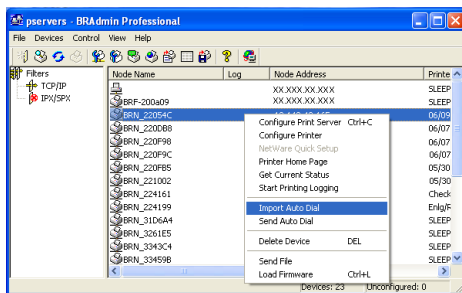 pservers - BRAdmin Professional
File Devices Control View Help
Filters
TCP/IP
IPX/SPX
Node Name Log Node Address Printe
XX.XXX.XX.XXX SLEEP
BRF-200a09 XX.XXX.XX.XXX SLEEP
BRN_22054C 06/09
BRN_220DB8 06/07
BRN_220F98 06/07
BRN_220F9C 06/07
BRN_220FB5 05/30
BRN_221002 05/30
BRN_224161 Check
BRN_224199 Enlg/F
BRN_31D6A4 SLEEP
BRN_3261E5 SLEEP
BRN_3343C4 SLEEP
BRN_33459B SLEEP
Configure Print Server Ctrl+C
Configure Printer
NetWare Quick Setup
Printer Home Page
Get Current Status
Start Printing Logging
Import Auto Dial
Send Auto Dial
Delete Device DEL
Send File
Load Firmware Ctrl+L
Devices: 23 Unconfigured: 0